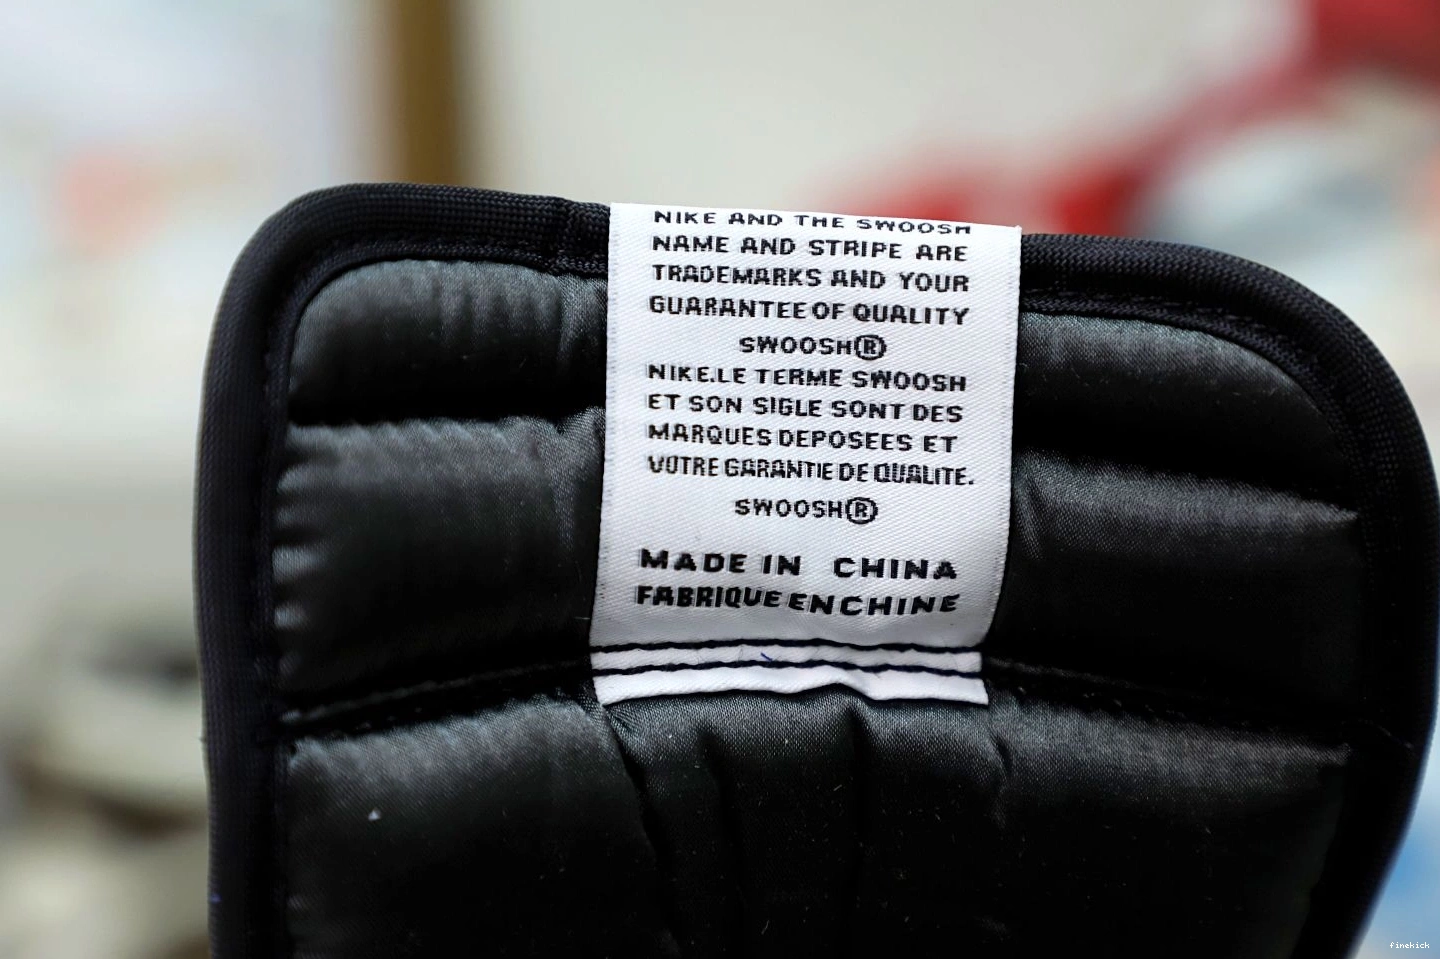 NIKE AND THE SWOOSH
NAME AND STRIPE ARE
TRADEMARKS AND YOUR
GUARANTEE OF QUALITY
SWOOSH®
NIKE.LE TERME SWOOSH
ET SON SIGLE SONT DES
MARQUES DEPOSEES ET
VOTRE GARANTIE DE QUALITE.
SWOOSH®
MADE IN CHINA
FABRIQUE EN CHINE
finekick